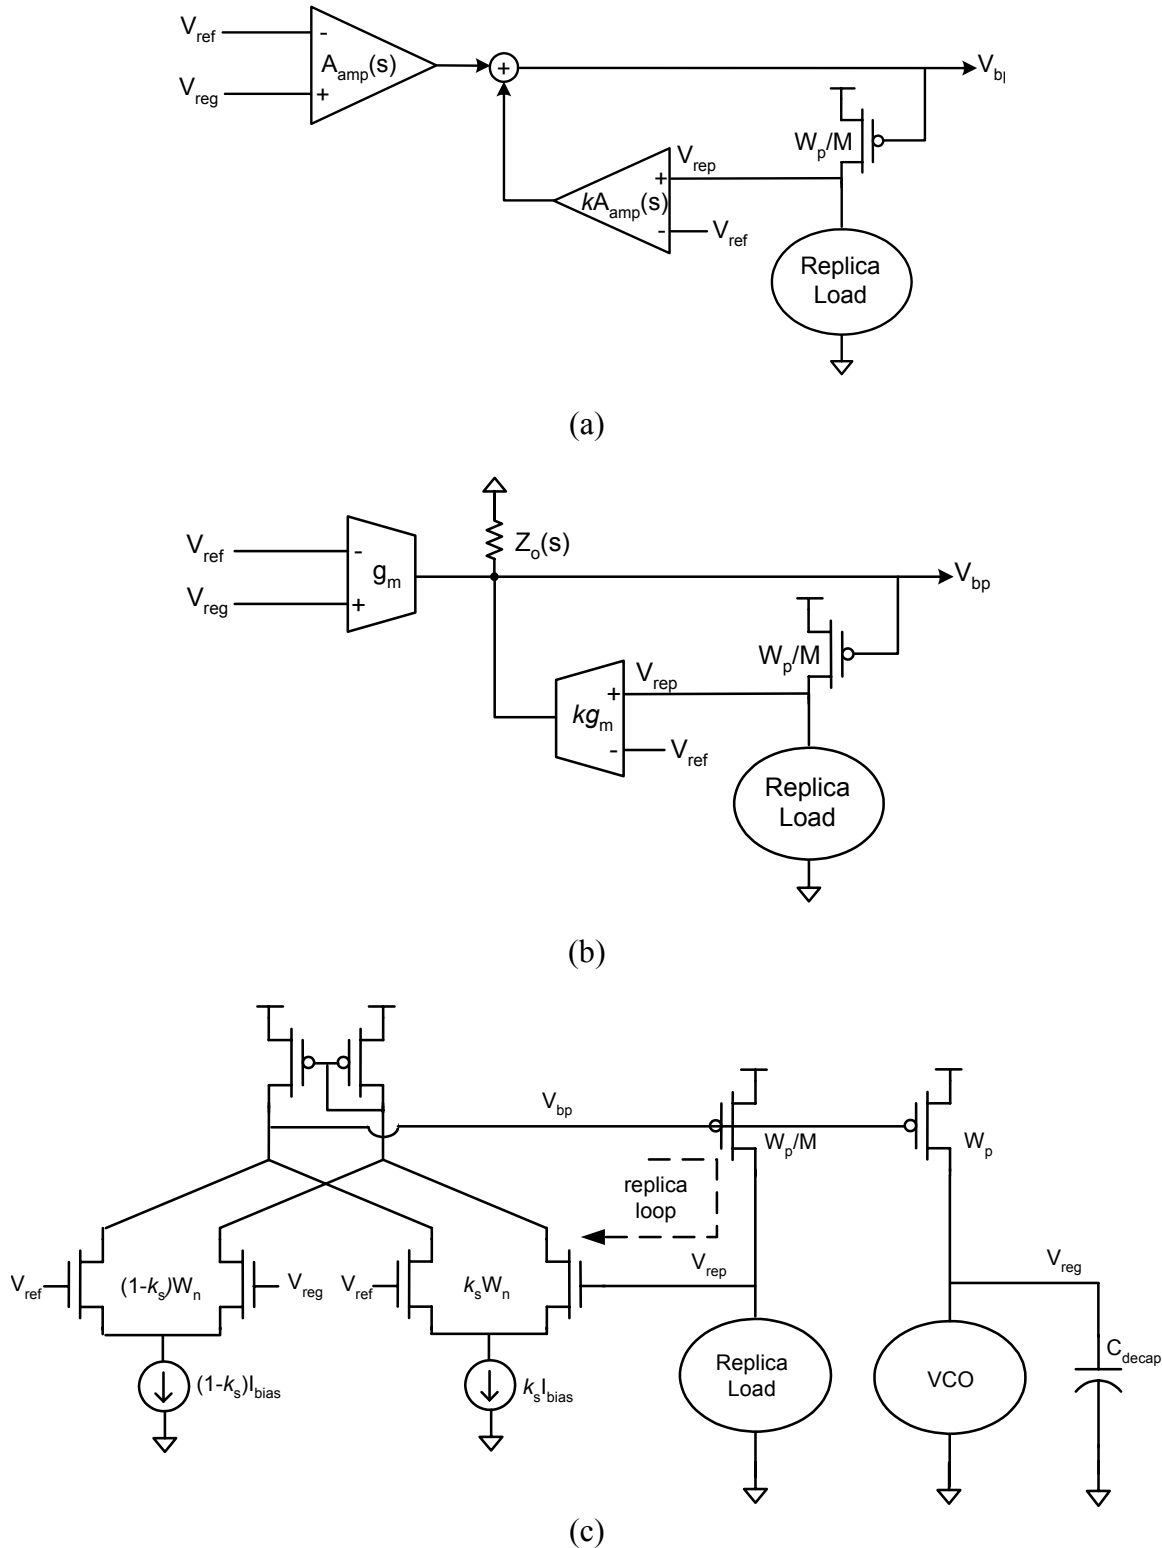 V_ref
-
A_amp(s)
+
V_reg
+
V_b|
W_p/M
V_rep
+
kA_amp(s)
-
V_ref
Replica
Load
(a)
V_ref
-
g_m
V_reg
+
Z_o(s)
V_bp
W_p/M
V_rep
+
kg_m
-
V_ref
Replica
Load
(b)
V_bp
W_p/M
W_p
replica
loop
V_ref
(1-k_s)W_n
V_reg
V_ref
k_sW_n
V_rep
V_reg
(1-k_s)I_bias
k_sI_bias
Replica
Load
VCO
C_decap
(c)